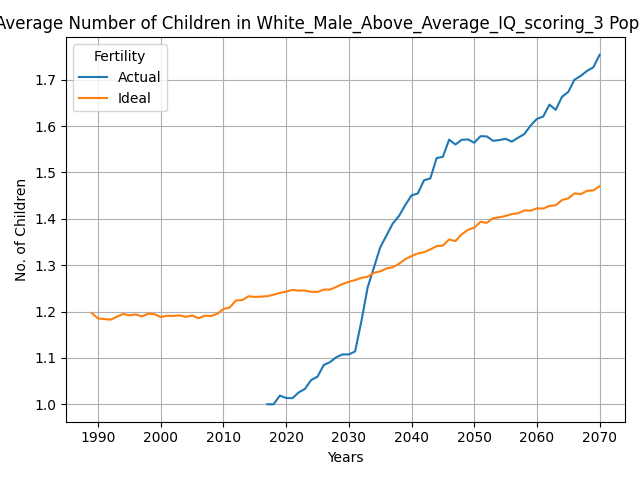 Average Number of Children in White_Male_Above_Average_IQ_scoring_3 Pop
Fertility
Actual
Ideal
No. of Children
1.7
1.6
1.5
1.4
1.3
1.2
1.1
1.0
1990 2000 2010 2020 2030 2040 2050 2060 2070
Years